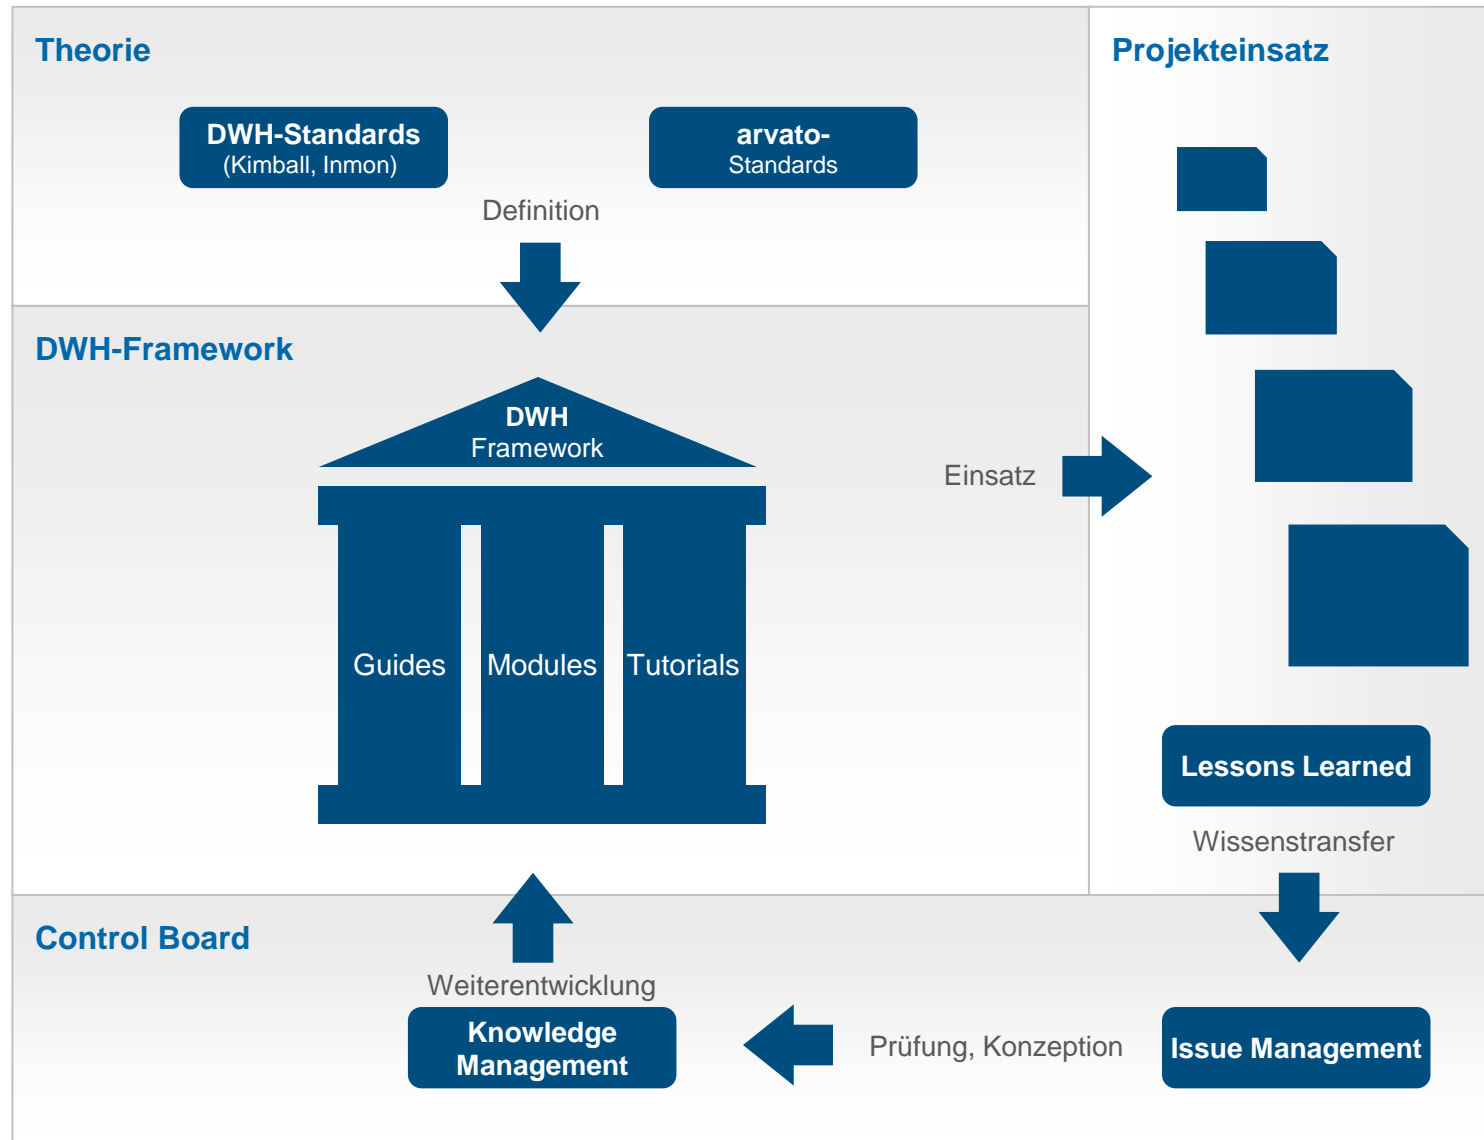 Theorie
DWH-Standards
(Kimball, Inmon)
arvato-
Standards
Definition
Projekteinsatz
DWH-Framework
DWH
Framework
Guides
Modules
Tutorials
Einsatz
Lessons Learned
Wissenstransfer
Control Board
Weiterentwicklung
Knowledge
Management
Prüfung, Konzeption
Issue Management